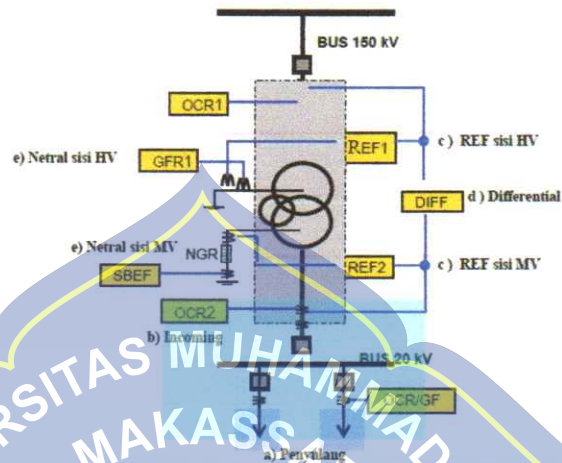 BUS 150 kV
OCR1
e) Netral sisi HV
GFR1
REF1
c ) REF sisi HV
DIFF
d ) Differential
e) Netral sisi MV
NGR
SBEF
REF2
c ) REF sisi MV
OCR2
b) Incoming
BUS 20 kV
OCR/GF
a) Penyulang
ERSITAS MUHAMMAD
MAKASSA